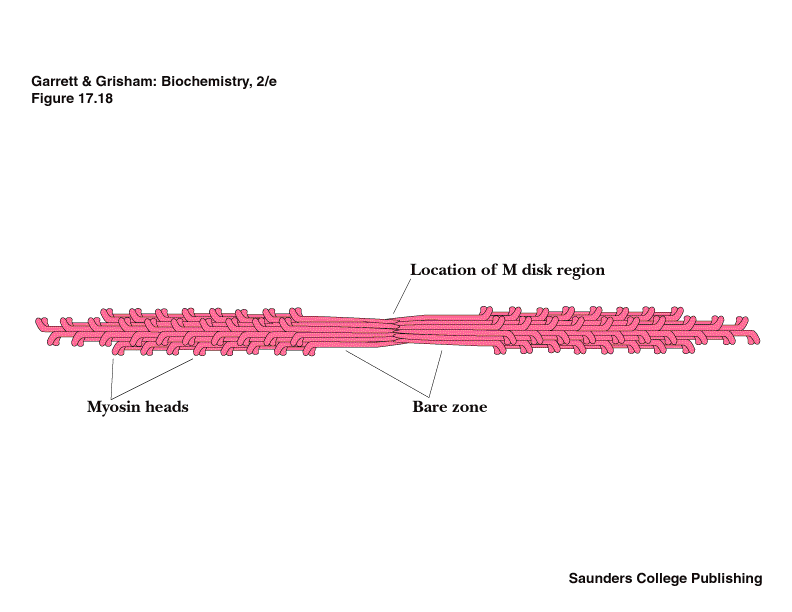 Garrett & Grisham: Biochemistry, 2/e
Figure 17.18
Location of M disk region
Myosin heads
Bare zone
Saunders College Publishing